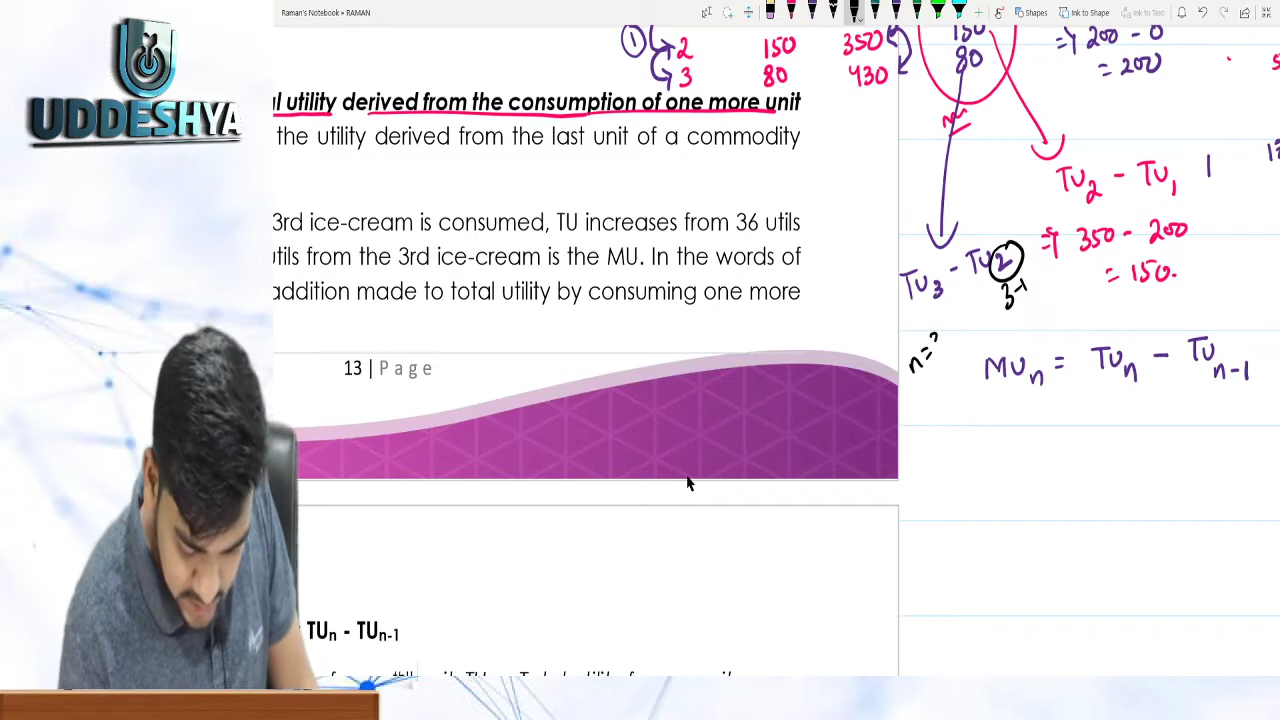 Raman's Notebook » RAMAN
Shapes
Ink to Shape
Ink to Text
UDDESHYA
① 2 150 350
3 80 430
l utility derived from the consumption of one more unit
the utility derived from the last unit of a commodity
3rd ice-cream is consumed, TU increases from 36 utils
utils from the 3rd ice-cream is the MU. In the words of
addition made to total utility by consuming one more
13 | Page
TUn - TUn-1
150
80
⇒ 200 - 0
= 200
TU2 - TU1
⇒ 350 - 200
= 150.
TU3 - TU2
3-1
MUn = TUn - TUn-1